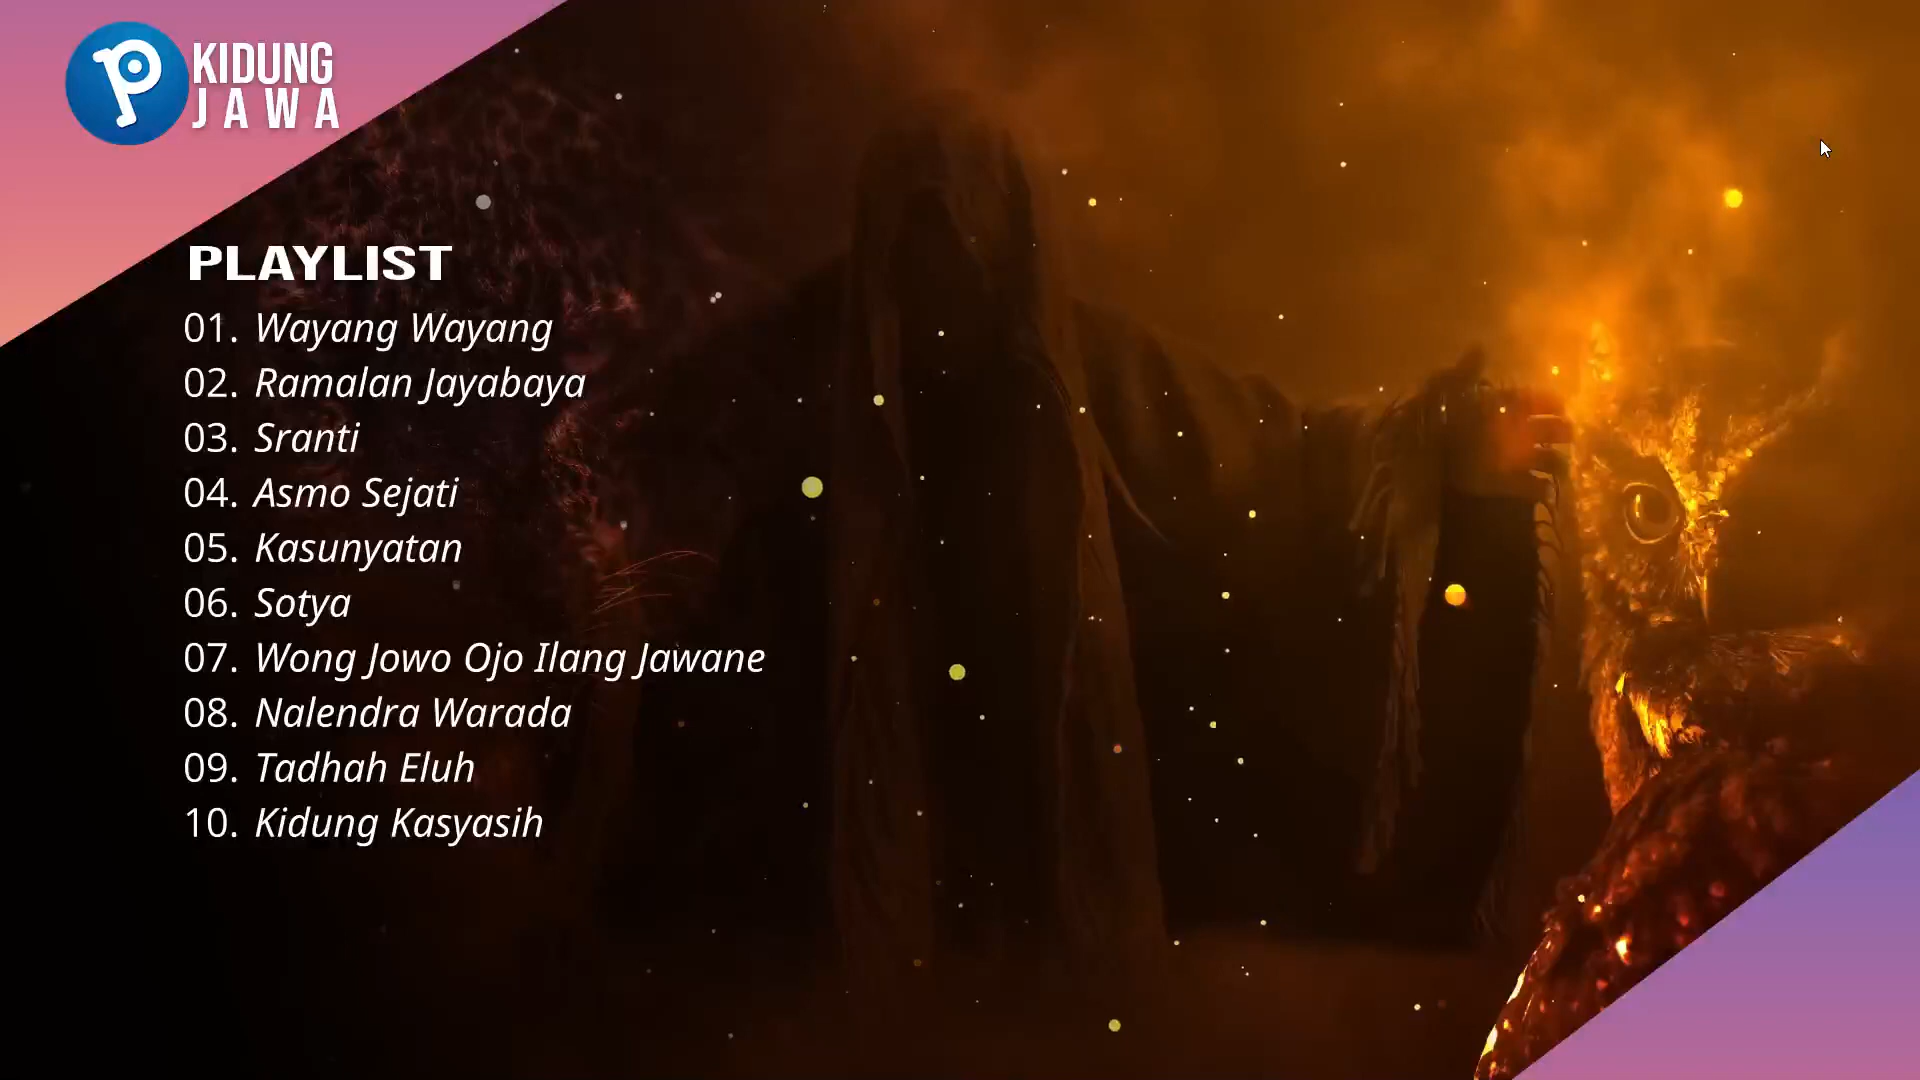 KIDUNG
JAWA
PLAYLIST
01. Wayang Wayang
02. Ramalan Jayabaya
03. Sranti
04. Asmo Sejati
05. Kasunyatan
06. Sotya
07. Wong Jowo Ojo Ilang Jawane
08. Nalendra Warada
09. Tadhah Eluh
10. Kidung Kasyasih